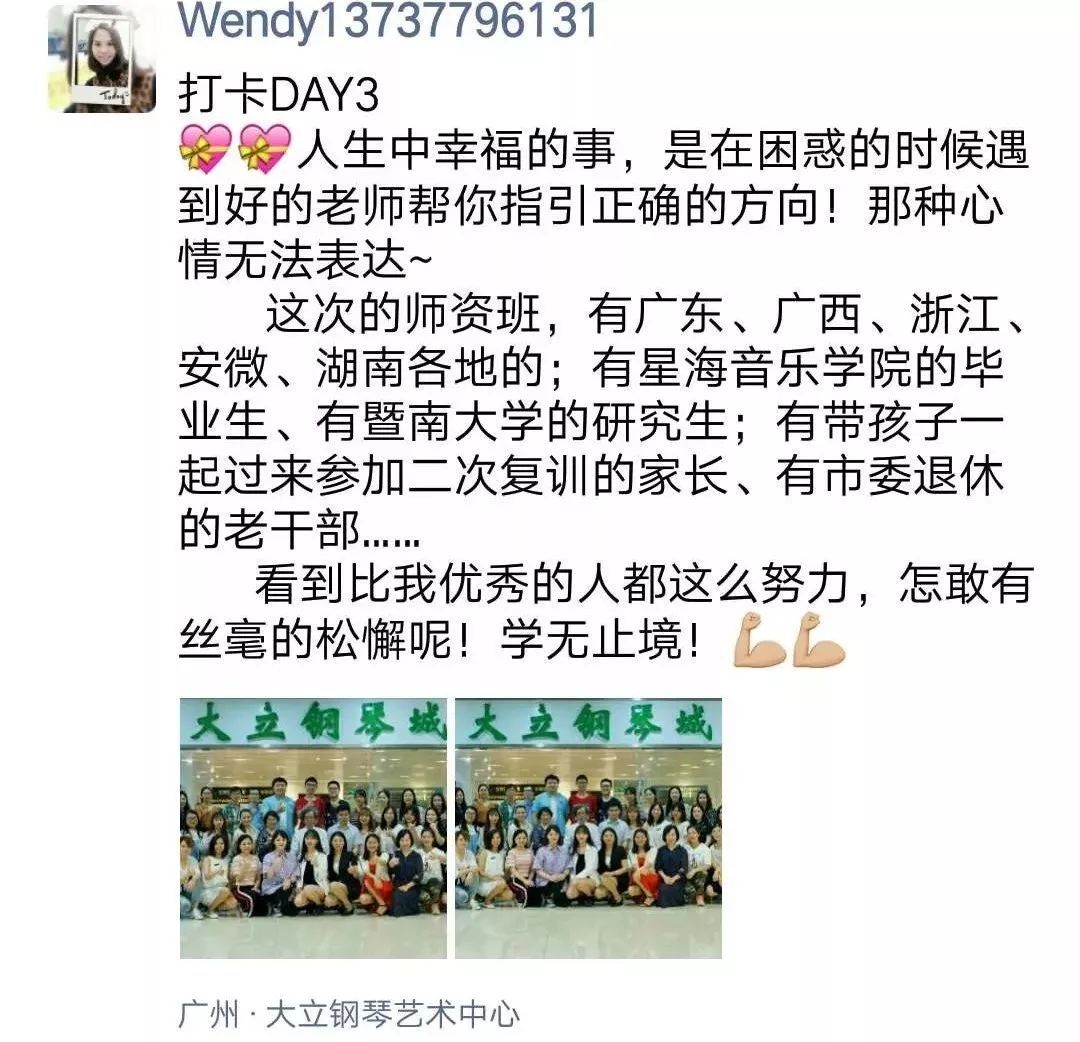 Wendy13737796131
打卡DAY3
💝💝人生中幸福的事，是在困惑的时候遇
到好的老师帮你指引正确的方向！那种心
情无法表达~
这次的师资班，有广东、广西、浙江、
安微、湖南各地的；有星海音乐学院的毕
业生、有暨南大学的研究生；有带孩子一
起过来参加二次复训的家长、有市委退休
的老干部......
看到比我优秀的人都这么努力，怎敢有
丝毫的松懈呢！学无止境！💪💪
大立钢琴城
大立钢琴城
广州·大立钢琴艺术中心
Today